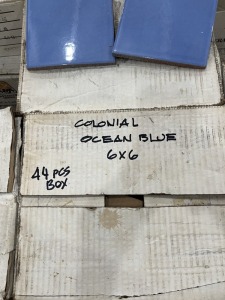 COLONIAL
OCEAN BLUE
6X6
44 PCS
BOX